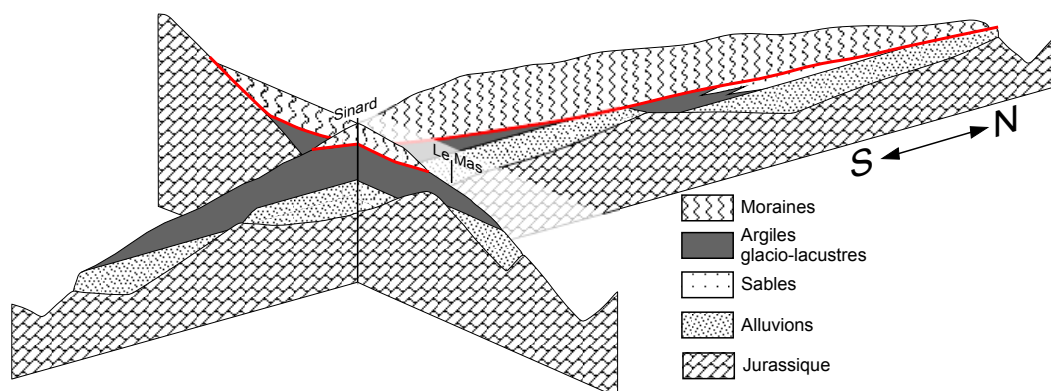 Sinard
Le Mas
S
N
Moraines
Argiles
glacio-lacustres
Sables
Alluvions
Jurassique